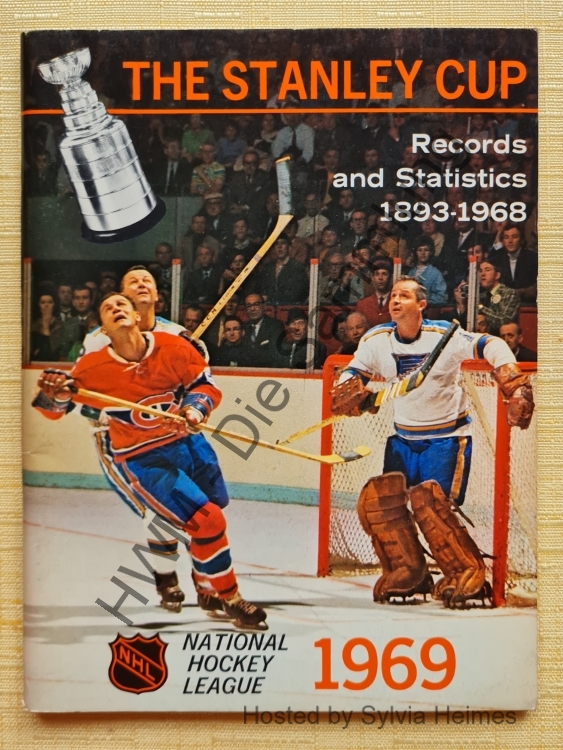 THE STANLEY CUP
Records
and Statistics
1893-1968
NHL
NATIONAL
HOCKEY
LEAGUE
1969
Hosted by Sylvia Heimes